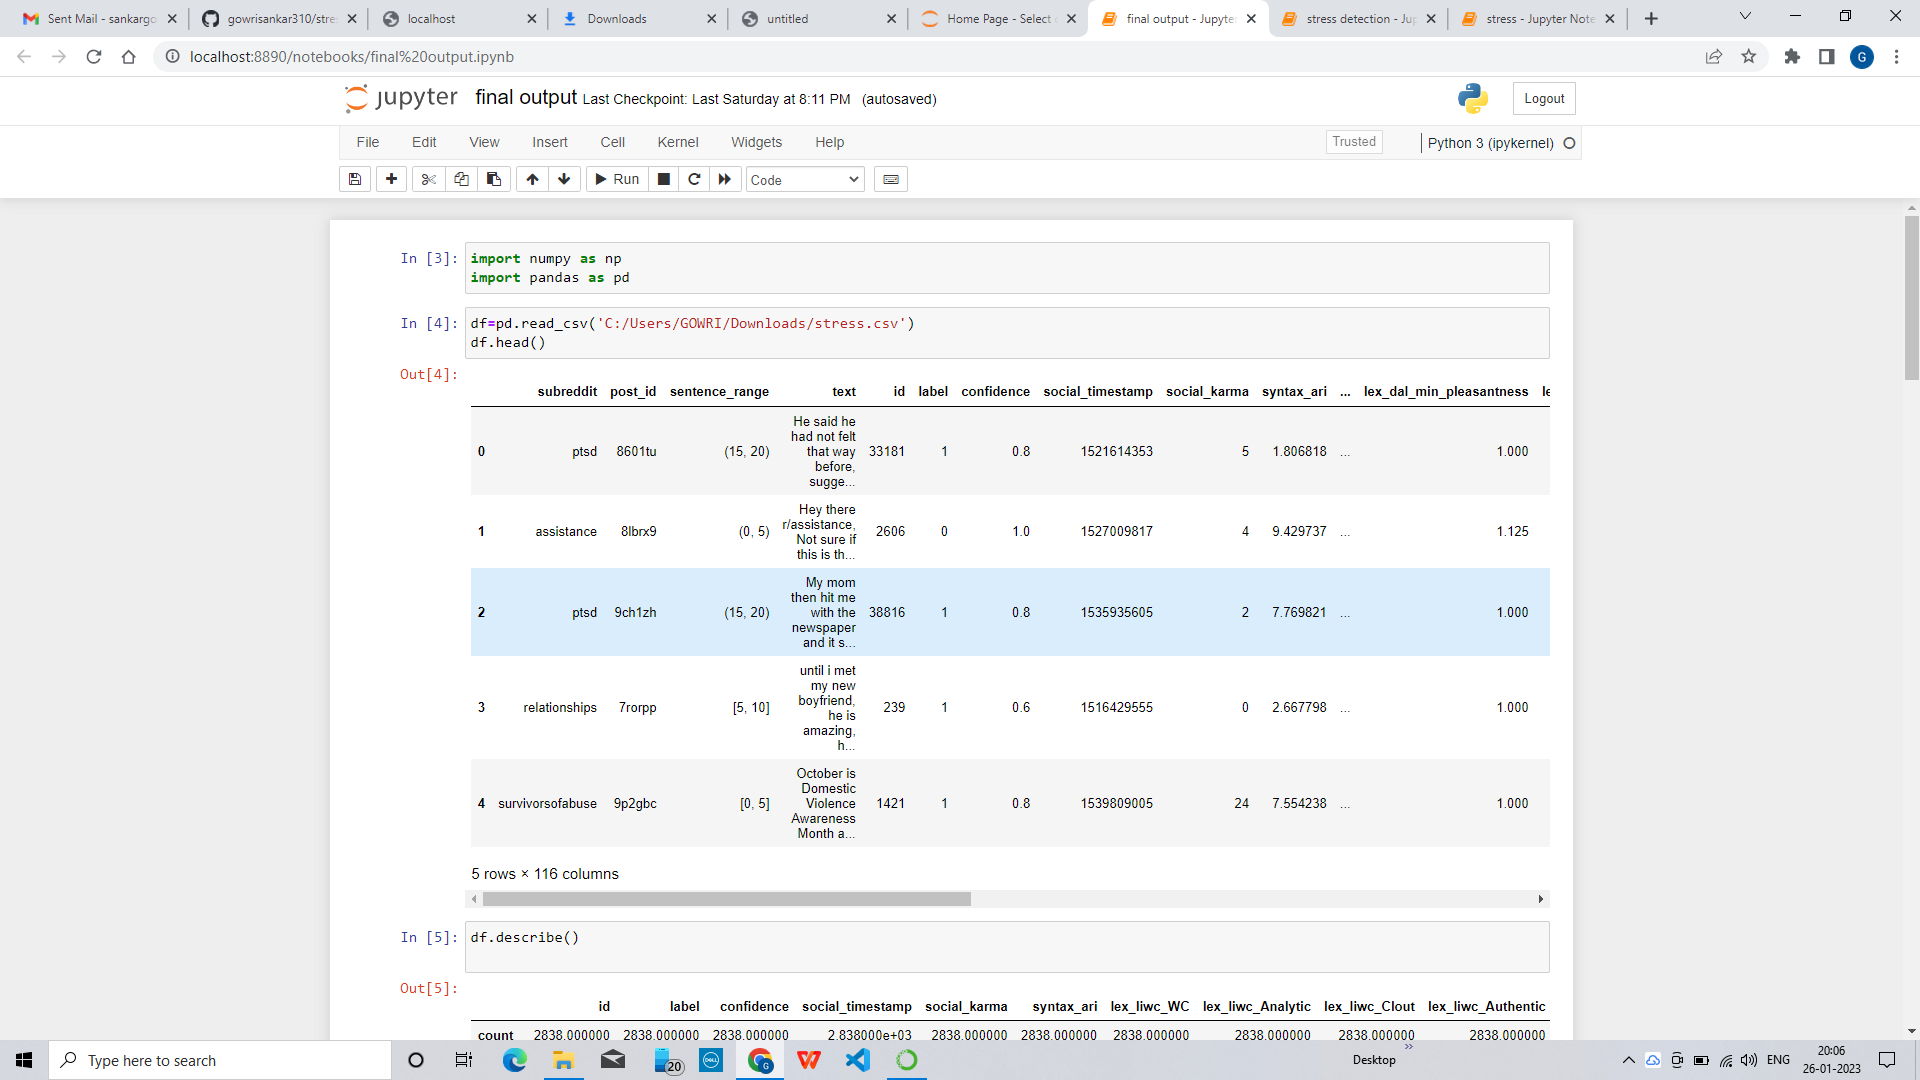 Sent Mail - sankargo
gowrisankar310/stre
localhost
Downloads
untitled
Home Page - Select
final output - Jupyte
stress detection - Jup
stress - Jupyter Note
localhost:8890/notebooks/final%20output.ipynb
G
jupyter final output Last Checkpoint: Last Saturday at 8:11 PM (autosaved)
Logout
File Edit View Insert Cell Kernel Widgets Help
Trusted
Python 3 (ipykernel)
Run
Code
In [3]:
import numpy as np
import pandas as pd
In [4]:
df=pd.read_csv('C:/Users/GOWRI/Downloads/stress.csv')
df.head()
Out[4]:
subreddit post_id sentence_range text id label confidence social_timestamp social_karma syntax_ari ... lex_dal_min_pleasantness le
0 ptsd 8601tu (15, 20) He said he
had not felt
that way
before,
sugge...
33181 1 0.8 1521614353 5 1.806818 ... 1.000
1 assistance 8lbrx9 (0, 5) Hey there
r/assistance,
Not sure if
this is th...
2606 0 1.0 1527009817 4 9.429737 ... 1.125
2 ptsd 9ch1zh (15, 20) My mom
then hit me
with the
newspaper
and it s...
38816 1 0.8 1535935605 2 7.769821 ... 1.000
3 relationships 7rorpp [5, 10] until i met
my new
boyfriend,
he is
amazing,
h...
239 1 0.6 1516429555 0 2.667798 ... 1.000
4 survivorsofabuse 9p2gbc [0, 5] October is
Domestic
Violence
Awareness
Month a...
1421 1 0.8 1539809005 24 7.554238 ... 1.000
5 rows × 116 columns
In [5]:
df.describe()
Out[5]:
id label confidence social_timestamp social_karma syntax_ari lex_liwc_WC lex_liwc_Analytic lex_liwc_Clout lex_liwc_Authentic
count 2838.000000 2838.000000 2838.000000 2.838000e+03 2838.000000 2838.000000 2838.000000 2838.000000 2838.000000 2838.000000
Type here to search
20
DELL
G
Desktop
ENG
20:06
26-01-2023